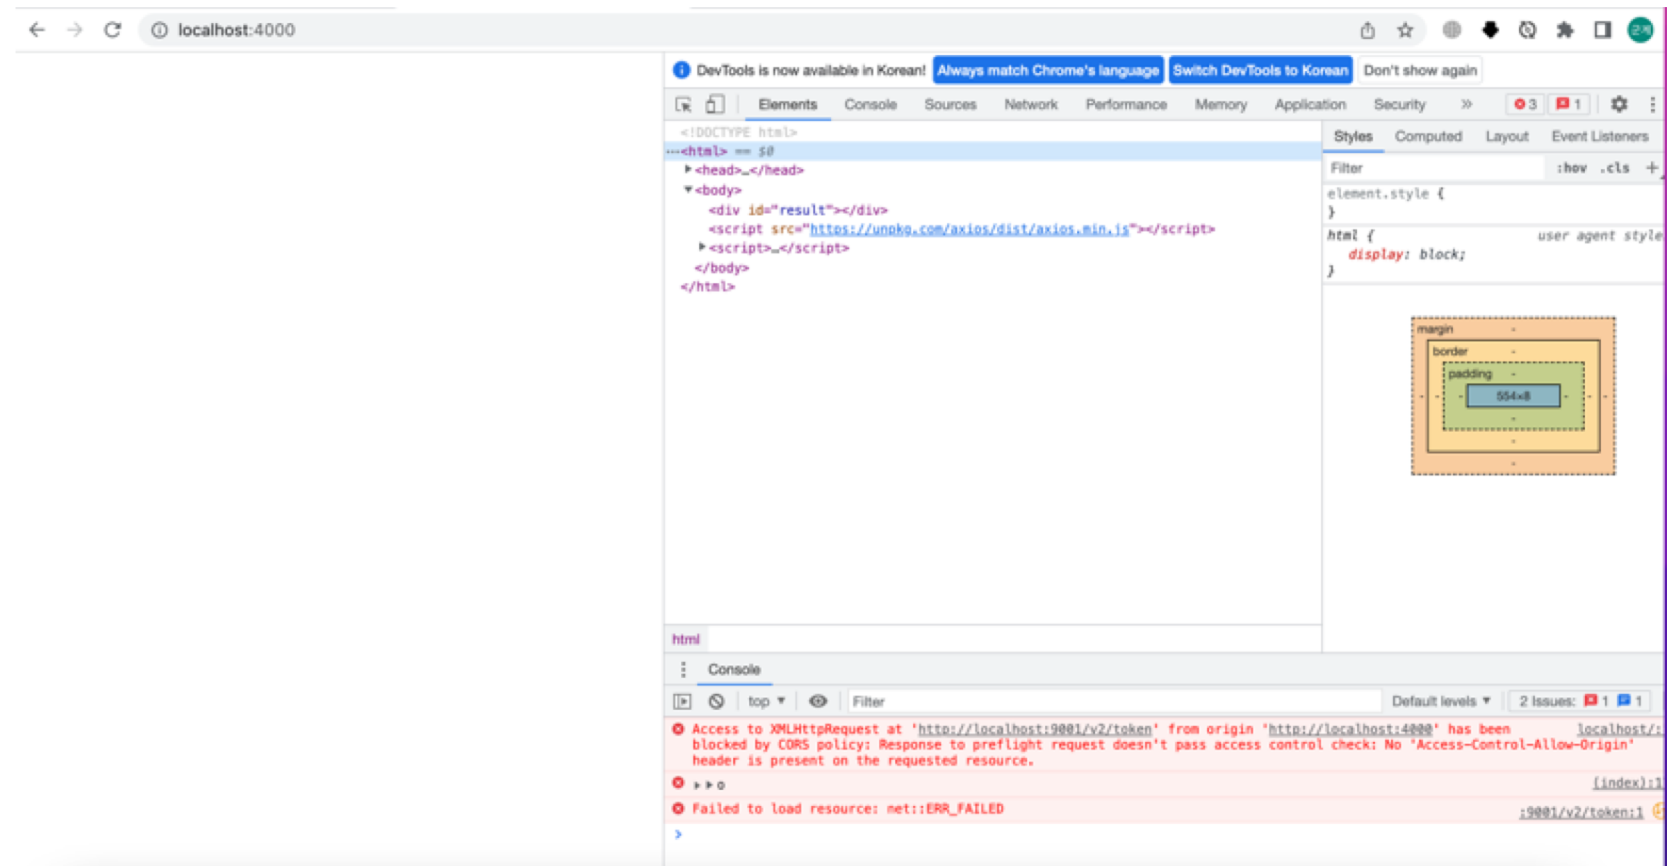 localhost:4000
DevTools is now available in Korean! Always match Chrome's language Switch DevTools to Korean Don't show again
Elements Console Sources Network Performance Memory Application Security » 3 1
<!DOCTYPE html>
Styles Computed Layout Event Listeners
···<html> == $0
<head>…</head>
Filter :hov .cls +
<body>
element.style {
<div id="result"></div>
}
<script src="https://unpkg.com/axios/dist/axios.min.js"></script>
html { user agent style
<script>…</script>
display: block;
</body>
}
</html>
margin -
border -
padding -
- - - 554×8 - - -
-
-
-
html
Console
top ▼ Filter Default levels ▼ 2 Issues: 1 1
Access to XMLHttpRequest at 'http://localhost:9001/v2/token' from origin 'http://localhost:4000' has been localhost/:
blocked by CORS policy: Response to preflight request doesn't pass access control check: No 'Access-Control-Allow-Origin'
header is present on the requested resource.
(index):1
Failed to load resource: net::ERR_FAILED :9001/v2/token:1
>